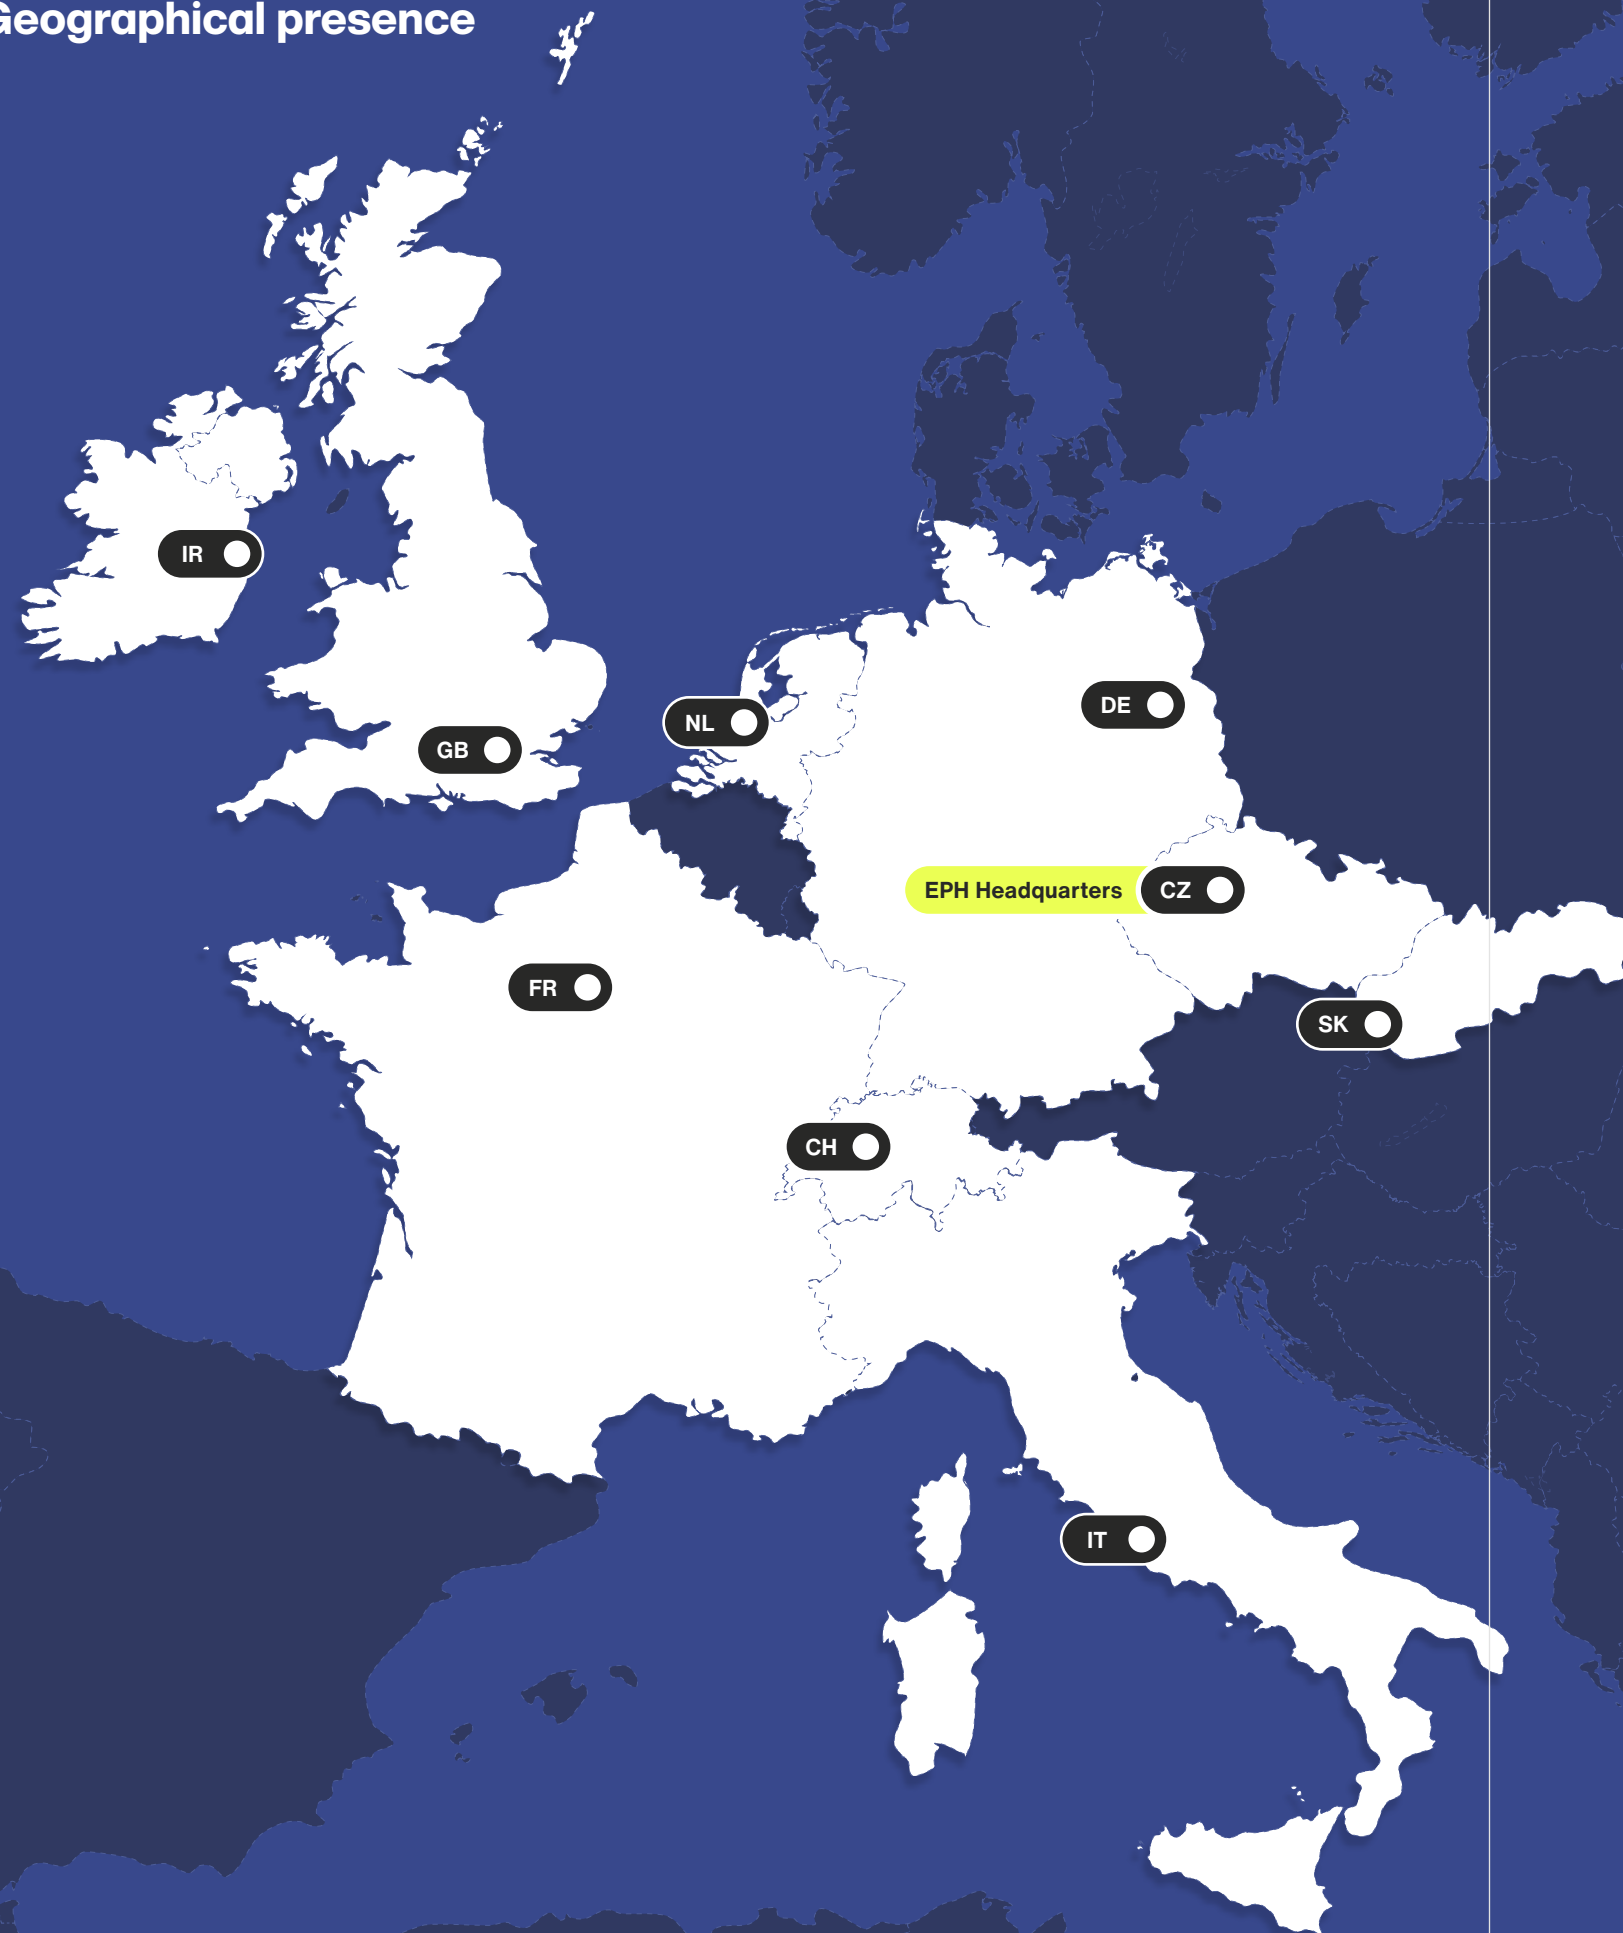 Geographical presence
IR
NL
DE
GB
EPH Headquarters CZ
FR
SK
CH
IT